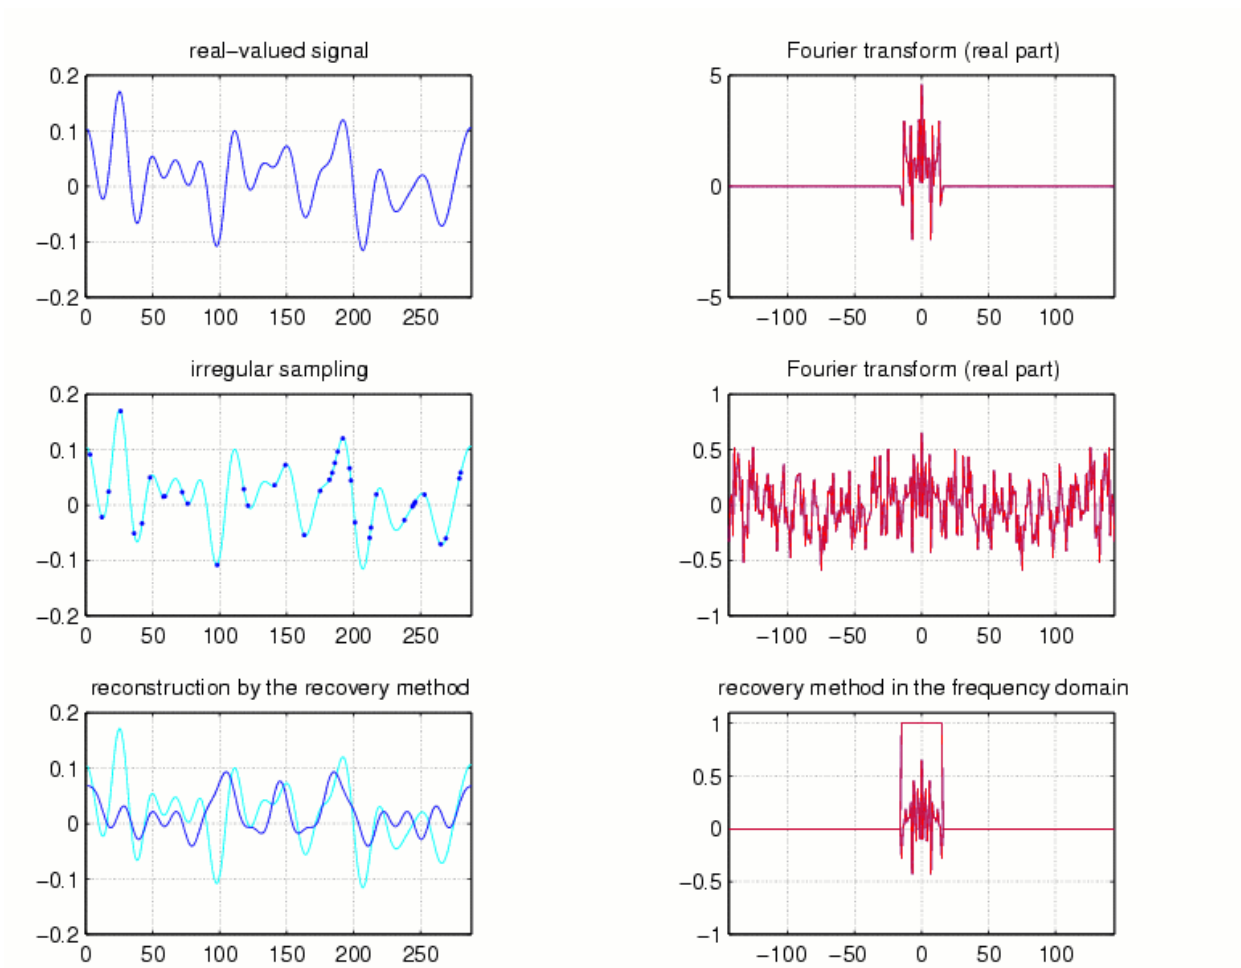 real-valued signal
0.2
0.1
0
-0.1
-0.2
0 50 100 150 200 250
Fourier transform (real part)
5
0
-5
-100 -50 0 50 100
irregular sampling
0.2
0.1
0
-0.1
-0.2
0 50 100 150 200 250
Fourier transform (real part)
1
0.5
0
-0.5
-1
-100 -50 0 50 100
reconstruction by the recovery method
0.2
0.1
0
-0.1
-0.2
0 50 100 150 200 250
recovery method in the frequency domain
1
0.5
0
-0.5
-1
-100 -50 0 50 100